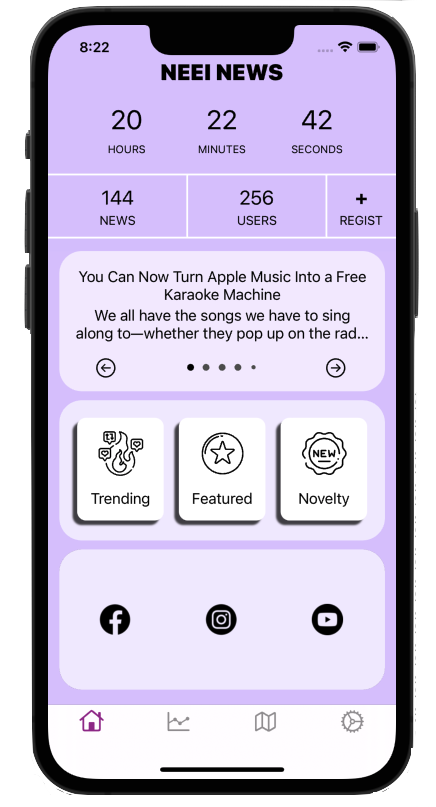 8:22
NEEI NEWS
20 22 42
HOURS MINUTES SECONDS
144 256 +
NEWS USERS REGIST
You Can Now Turn Apple Music Into a Free
Karaoke Machine
We all have the songs we have to sing
along to—whether they pop up on the rad...
NEW
Trending Featured Novelty